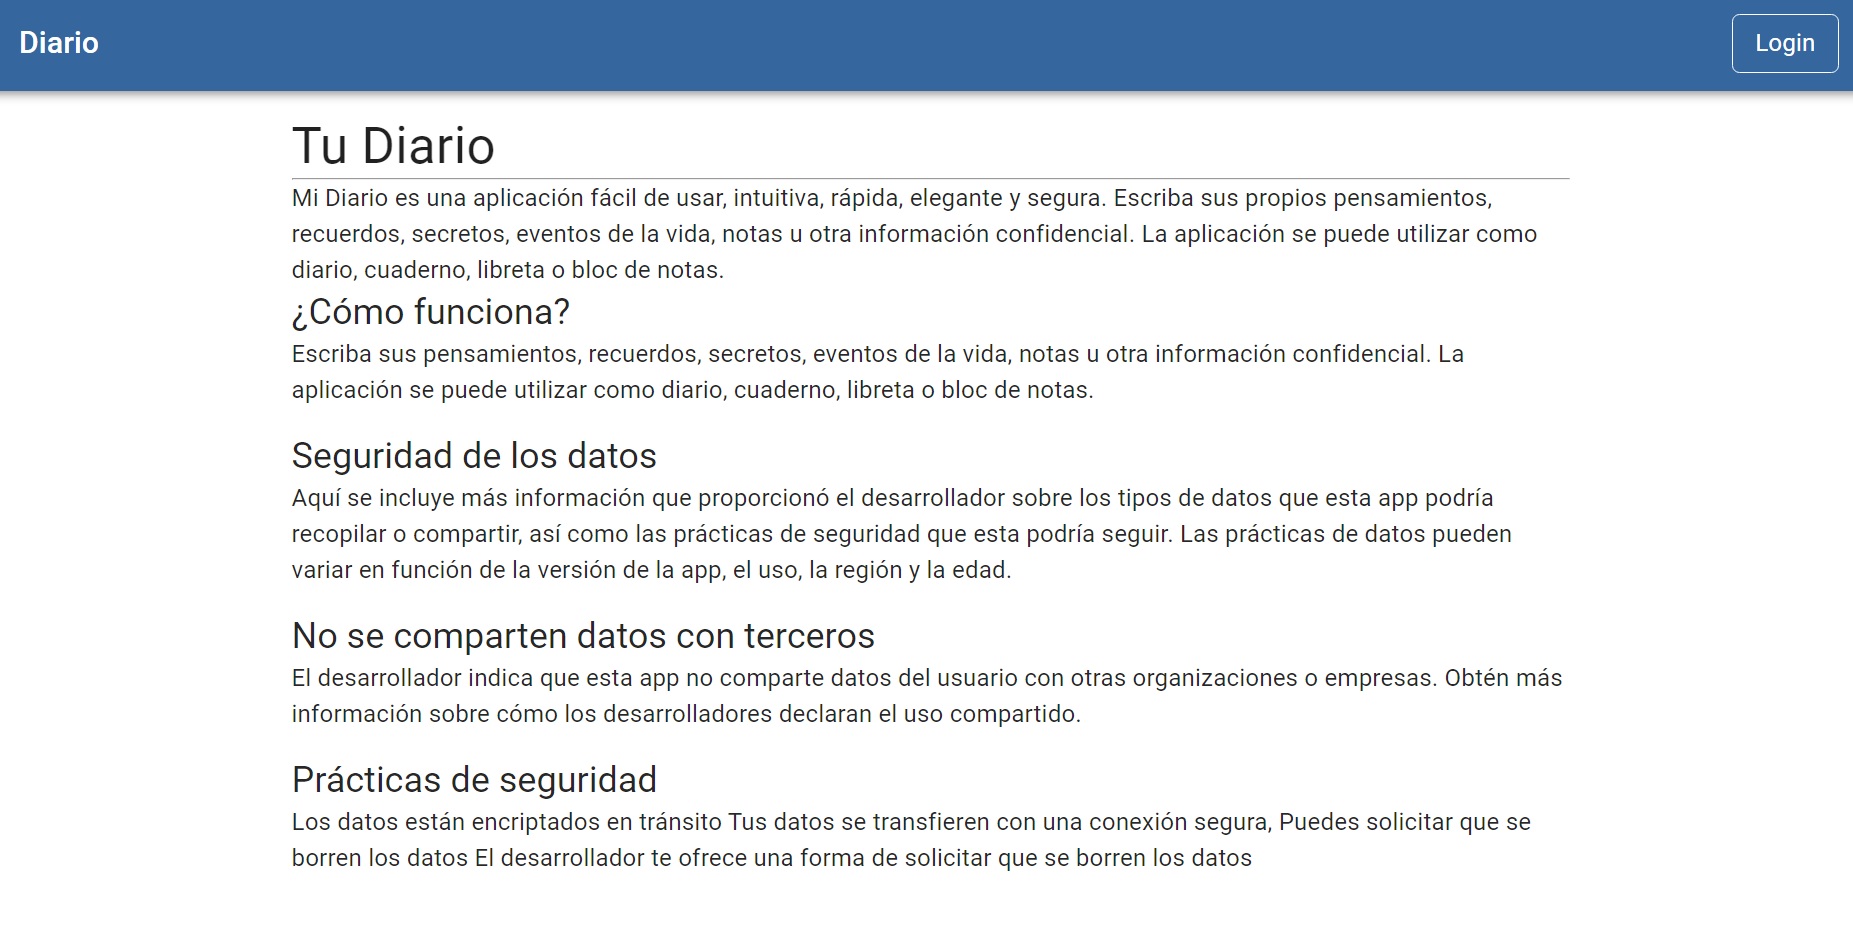 Diario
Login
Tu Diario
Mi Diario es una aplicación fácil de usar, intuitiva, rápida, elegante y segura. Escriba sus propios pensamientos,
recuerdos, secretos, eventos de la vida, notas u otra información confidencial. La aplicación se puede utilizar como
diario, cuaderno, libreta o bloc de notas.
¿Cómo funciona?
Escriba sus pensamientos, recuerdos, secretos, eventos de la vida, notas u otra información confidencial. La
aplicación se puede utilizar como diario, cuaderno, libreta o bloc de notas.
Seguridad de los datos
Aquí se incluye más información que proporcionó el desarrollador sobre los tipos de datos que esta app podría
recopilar o compartir, así como las prácticas de seguridad que esta podría seguir. Las prácticas de datos pueden
variar en función de la versión de la app, el uso, la región y la edad.
No se comparten datos con terceros
El desarrollador indica que esta app no comparte datos del usuario con otras organizaciones o empresas. Obtén más
información sobre cómo los desarrolladores declaran el uso compartido.
Prácticas de seguridad
Los datos están encriptados en tránsito Tus datos se transfieren con una conexión segura, Puedes solicitar que se
borren los datos El desarrollador te ofrece una forma de solicitar que se borren los datos